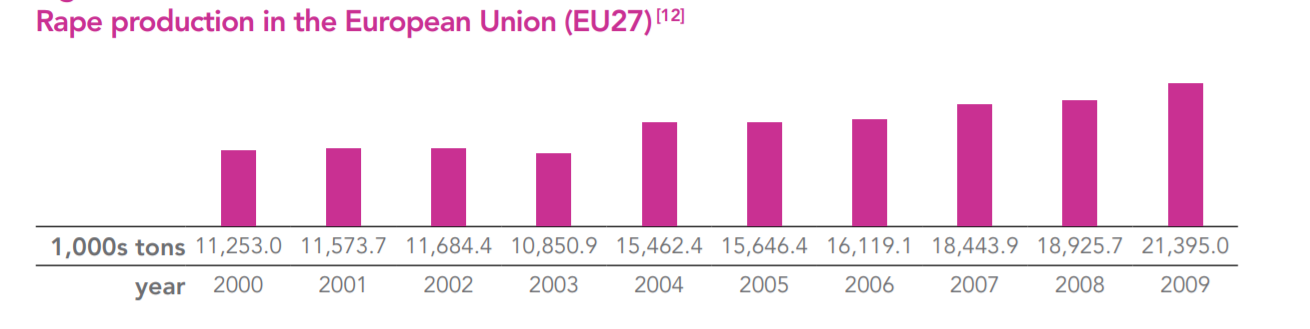 Rape production in the European Union (EU27) [12]
1,000s tons 11,253.0 11,573.7 11,684.4 10,850.9 15,462.4 15,646.4 16,119.1 18,443.9 18,925.7 21,395.0
year 2000 2001 2002 2003 2004 2005 2006 2007 2008 2009